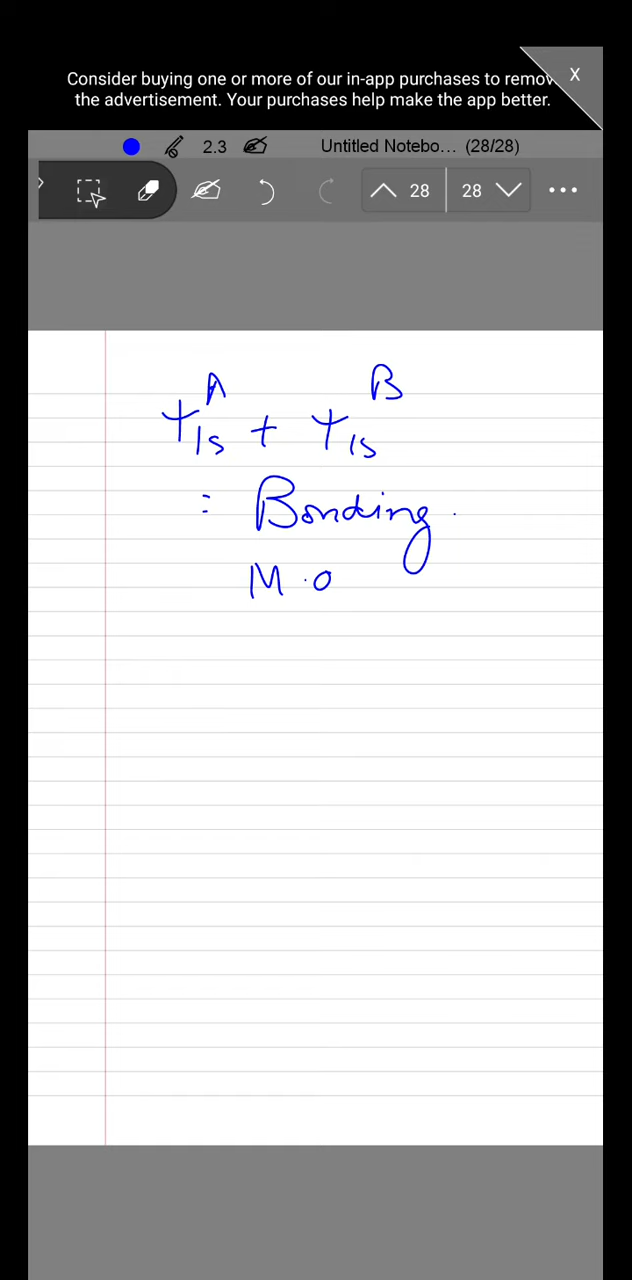 Consider buying one or more of our in-app purchases to remov
the advertisement. Your purchases help make the app better.
X
2.3 Untitled Notebo... (28/28)
28 28
A B
ψ1s + ψ1s
= Bonding.
M.O